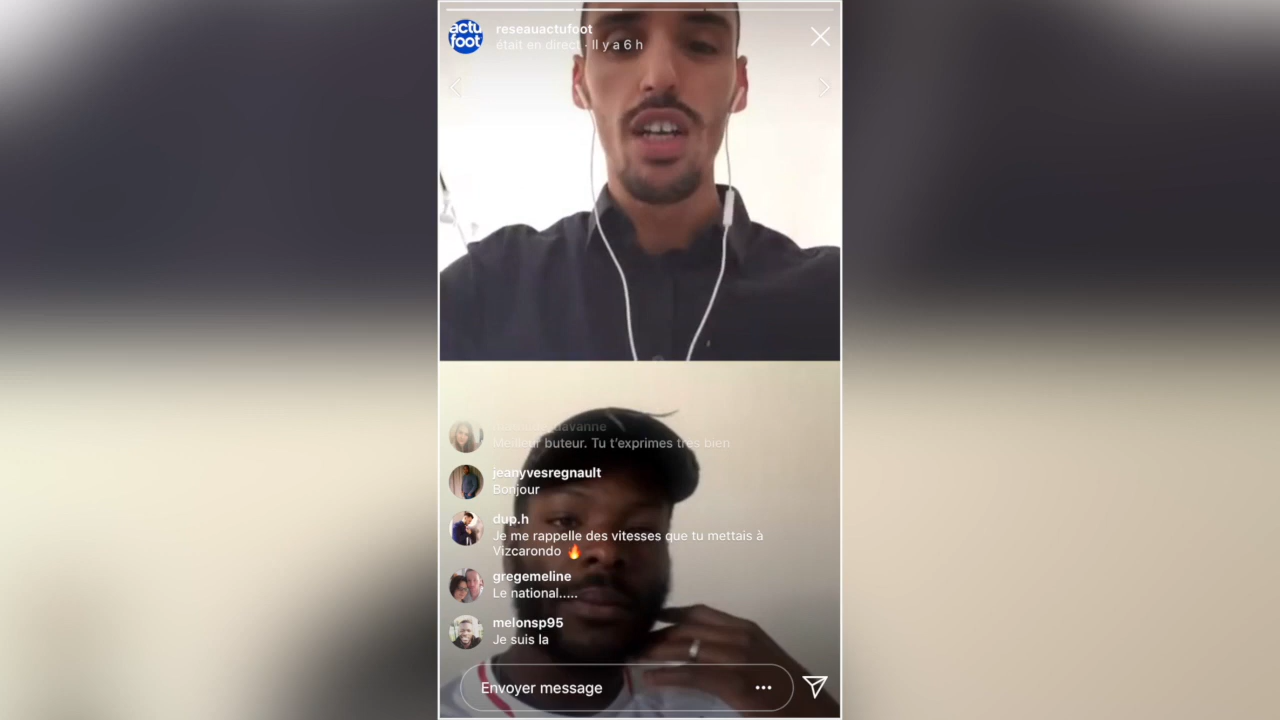 actu
foot
reseauactufoot
était en direct · Il y a 6 h
Meilleur buteur. Tu t'exprimes très bien
jeanyvesregnault
Bonjour
dup.h
Je me rappelle des vitesses que tu mettais à
Vizcarondo 🔥
gregemeline
Le national.....
melonsp95
Je suis la
Envoyer message